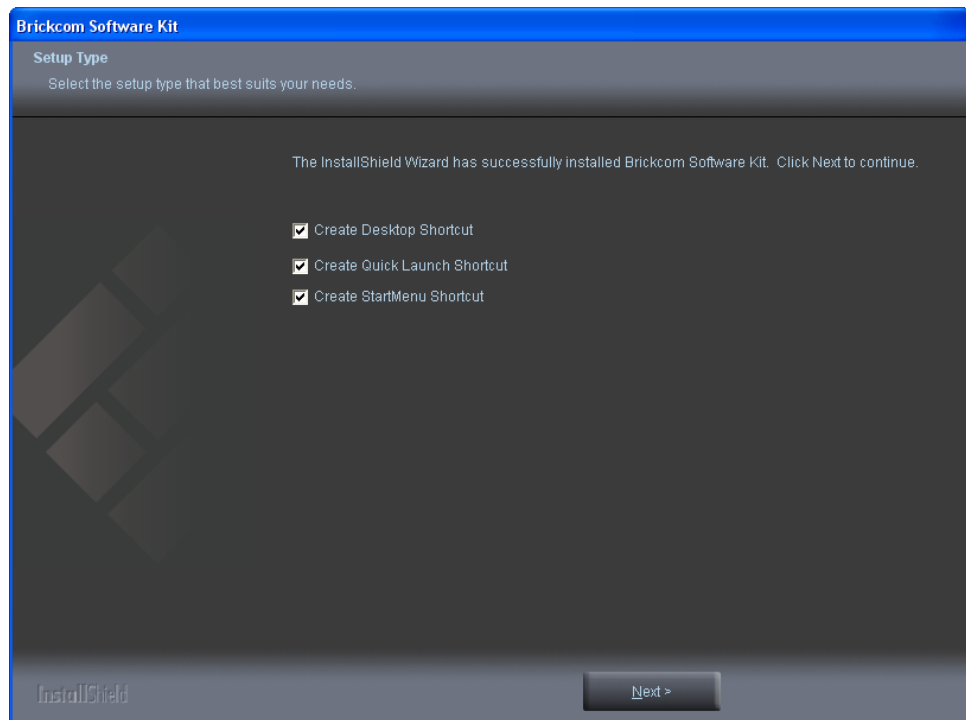 Brickcom Software Kit
Setup Type
Select the setup type that best suits your needs.
The InstallShield Wizard has successfully installed Brickcom Software Kit. Click Next to continue.
Create Desktop Shortcut
Create Quick Launch Shortcut
Create StartMenu Shortcut
InstallShield
Next >